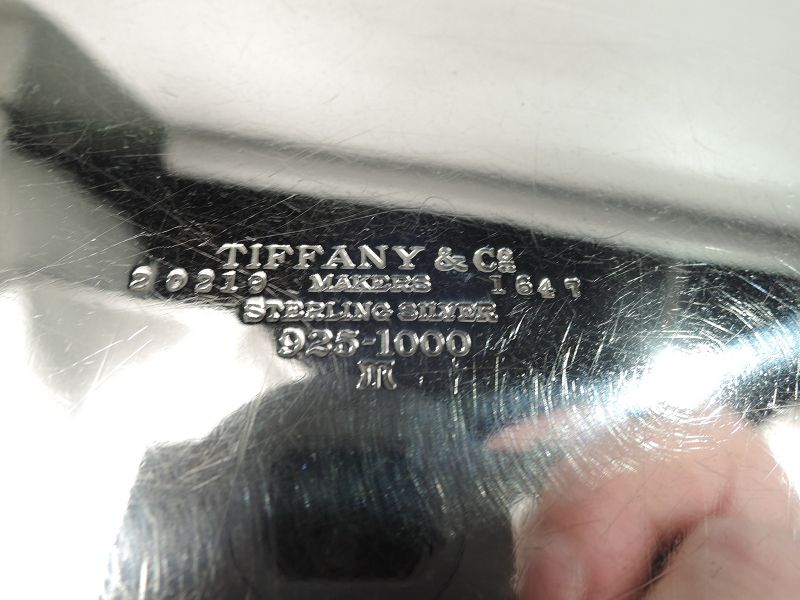 TIFFANY & Co.
20219 MAKERS 1647
STERLING SILVER
925-1000
M